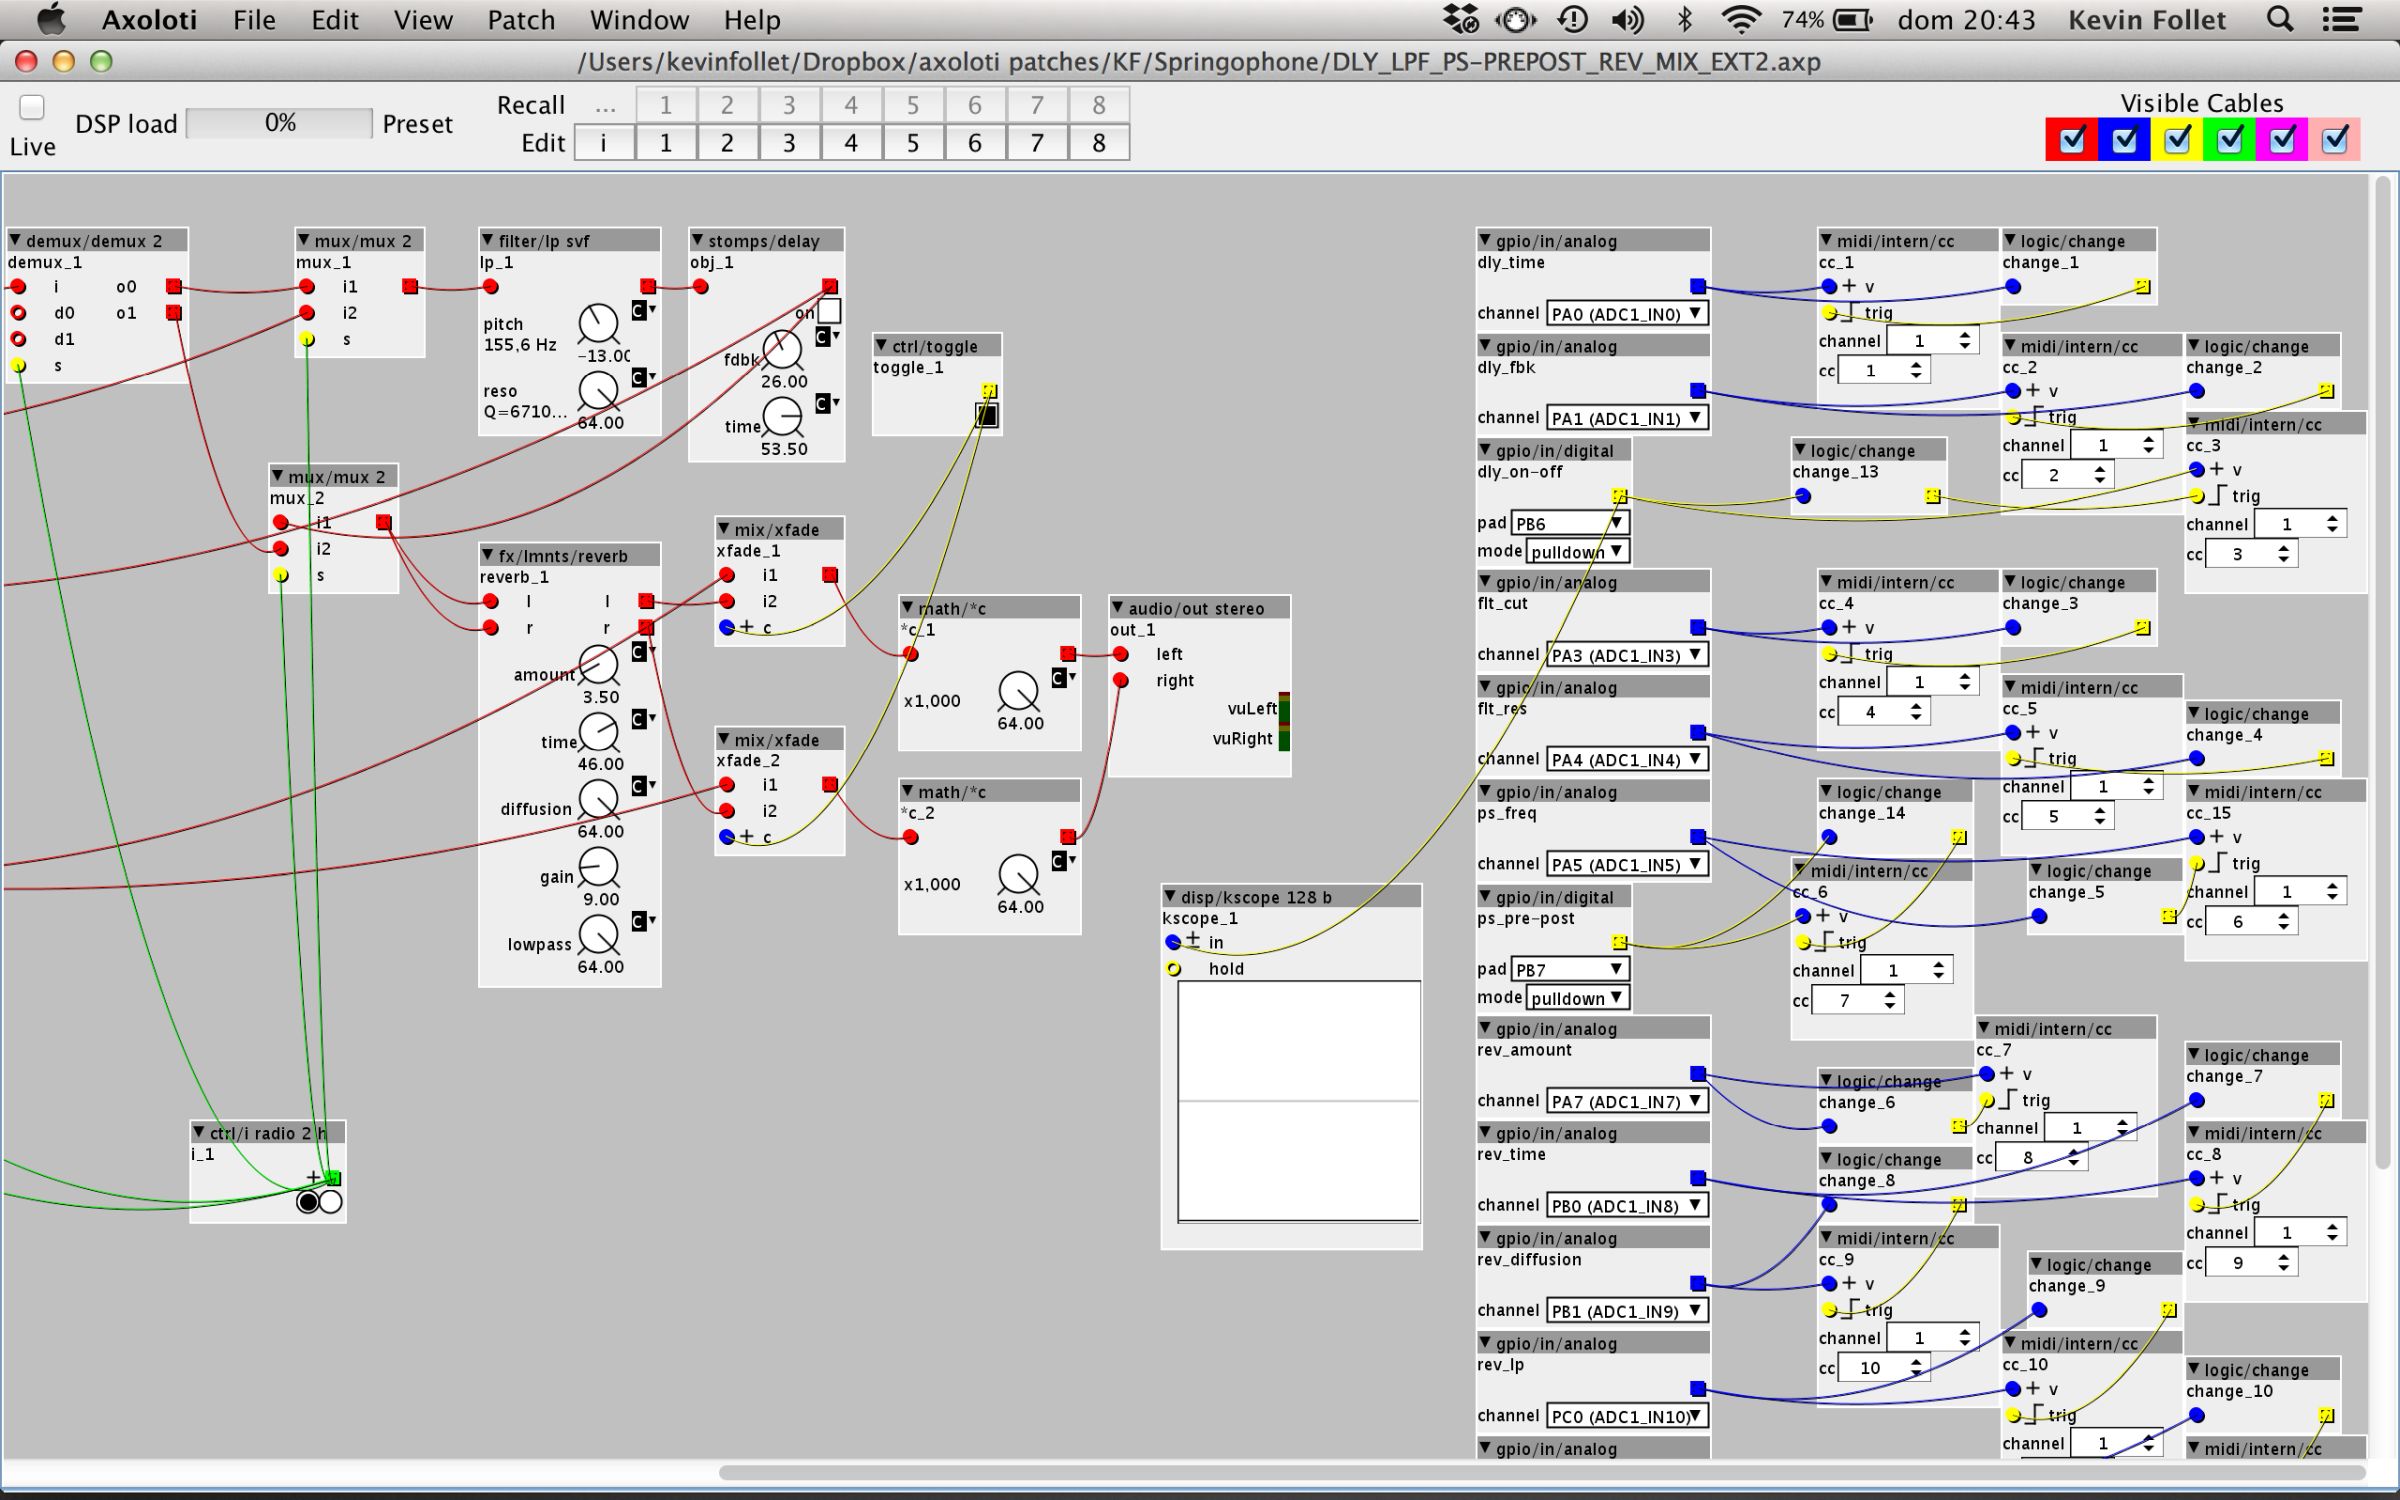 Axoloti File Edit View Patch Window Help 74% dom 20:43 Kevin Follet
/Users/kevinfollet/Dropbox/axoloti patches/KF/Springophone/DLY_LPF_PS-PREPOST_REV_MIX_EXT2.axp
Live
DSP load 0% Preset
Recall ... 1 2 3 4 5 6 7 8
Edit i 1 2 3 4 5 6 7 8
Visible Cables
demux/demux 2
demux_1
i o0
d0 o1
d1
s
mux/mux 2
mux_1
i1
i2
s
filter/lp svf
lp_1
pitch
155,6 Hz
-13.00
reso
Q=6710...
64.00
C
C
stomps/delay
obj_1
on
C
fdbk
26.00
C
time
53.50
ctrl/toggle
toggle_1
mux/mux 2
mux_2
i1
i2
s
fx/lmnts/reverb
reverb_1
l l
r r
C
amount
3.50
C
time
46.00
C
diffusion
64.00
C
gain
9.00
C
lowpass
64.00
mix/xfade
xfade_1
i1
i2
+ c
mix/xfade
xfade_2
i1
i2
+ c
math/*c
*c_1
C
x1,000
64.00
math/*c
*c_2
C
x1,000
64.00
audio/out stereo
out_1
left
right
vuLeft
vuRight
disp/kscope 128 b
kscope_1
± in
hold
ctrl/i radio 2 h
i_1
+
gpio/in/analog
dly_time
channel PA0 (ADC1_IN0)
gpio/in/analog
dly_fbk
channel PA1 (ADC1_IN1)
gpio/in/digital
dly_on-off
pad PB6
mode pulldown
gpio/in/analog
flt_cut
channel PA3 (ADC1_IN3)
gpio/in/analog
flt_res
channel PA4 (ADC1_IN4)
gpio/in/analog
ps_freq
channel PA5 (ADC1_IN5)
gpio/in/digital
ps_pre-post
pad PB7
mode pulldown
gpio/in/analog
rev_amount
channel PA7 (ADC1_IN7)
gpio/in/analog
rev_time
channel PB0 (ADC1_IN8)
gpio/in/analog
rev_diffusion
channel PB1 (ADC1_IN9)
gpio/in/analog
rev_lp
channel PC0 (ADC1_IN10)
gpio/in/analog
midi/intern/cc
cc_1
+ v
trig
channel 1
cc 1
logic/change
change_1
midi/intern/cc
cc_2
+ v
trig
channel 1
cc 2
logic/change
change_2
midi/intern/cc
cc_3
+ v
trig
channel 1
cc 3
logic/change
change_13
midi/intern/cc
cc_4
+ v
trig
channel 1
cc 4
logic/change
change_3
midi/intern/cc
cc_5
+ v
trig
channel 1
cc 5
logic/change
change_4
logic/change
change_14
midi/intern/cc
cc_15
+ v
trig
channel 1
cc 6
midi/intern/cc
cc_6
+ v
trig
channel 1
cc 7
logic/change
change_5
midi/intern/cc
cc_7
+ v
trig
channel 1
cc 8
logic/change
change_6
logic/change
change_7
midi/intern/cc
cc_8
+ v
trig
channel 1
cc 9
logic/change
change_8
midi/intern/cc
cc_9
+ v
trig
channel 1
cc 10
logic/change
change_9
midi/intern/cc
cc_10
+ v
trig
channel 1
logic/change
change_10
midi/intern/cc